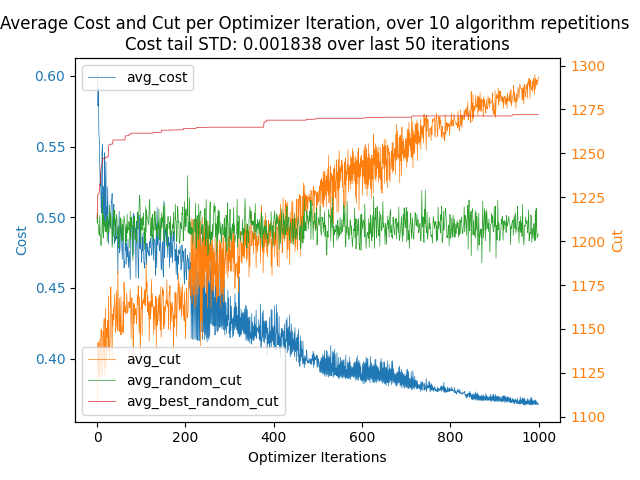 Average Cost and Cut per Optimizer Iteration, over 10 algorithm repetitions
Cost tail STD: 0.001838 over last 50 iterations
avg_cost
0.60
0.55
0.50
0.45
0.40
Cost
1300
1275
1250
1225
1200
1175
1150
1125
1100
Cut
avg_cut
avg_random_cut
avg_best_random_cut
0
200
400
600
800
1000
Optimizer Iterations